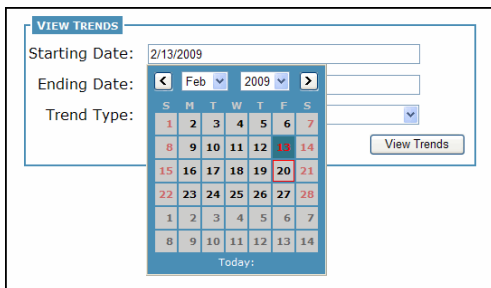 VIEW TRENDS
Starting Date: 2/13/2009
Ending Date:
Trend Type:
< Feb 2009 >
S M T W T F S
1 2 3 4 5 6 7
8 9 10 11 12 13 14
15 16 17 18 19 20 21
22 23 24 25 26 27 28
1 2 3 4 5 6 7
8 9 10 11 12 13 14
Today:
View Trends